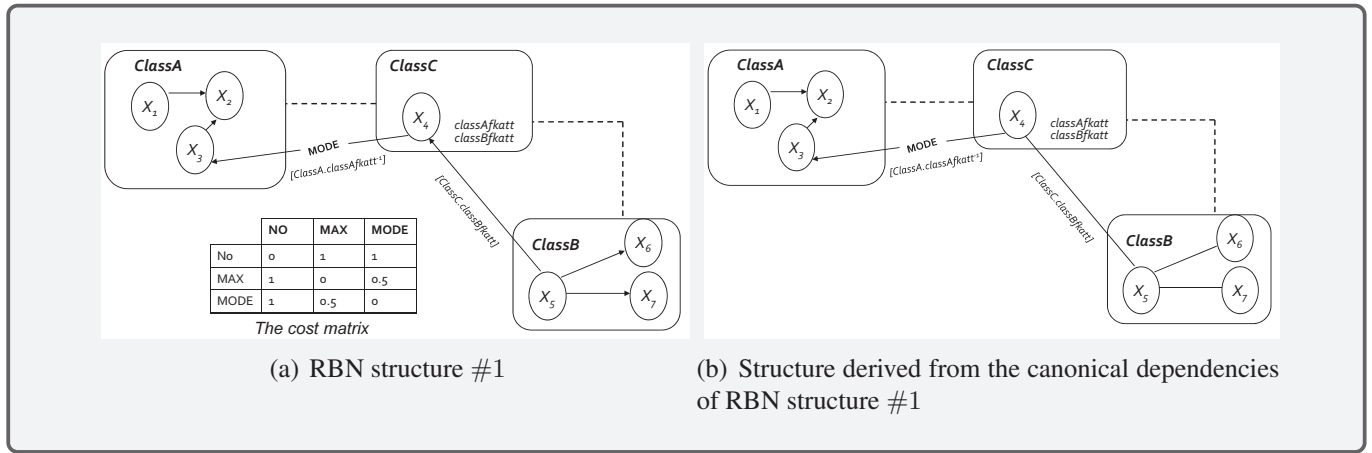 ClassA
X1
X2
X3
ClassC
X4
classAfkatt
classBfkatt
MODE
[ClassA.classAfkatt⁻¹]
[ClassC.classBfkatt]
ClassB
X6
X5
X7
NO MAX MODE
No 0 1 1
MAX 1 0 0.5
MODE 1 0.5 0
The cost matrix
(a) RBN structure #1
ClassA
X1
X2
X3
ClassC
X4
classAfkatt
classBfkatt
MODE
[ClassA.classAfkatt⁻¹]
[ClassC.classBfkatt]
ClassB
X6
X5
X7
(b) Structure derived from the canonical dependencies
of RBN structure #1